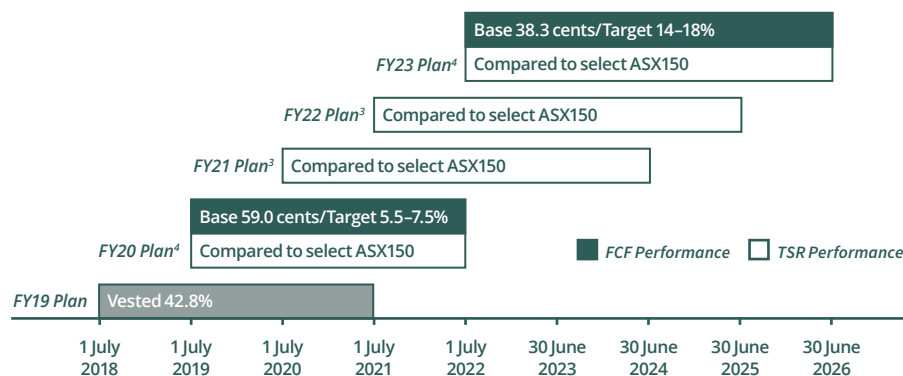 Base 38.3 cents/Target 14–18%
FY23 Plan⁴ Compared to select ASX150
FY22 Plan³ Compared to select ASX150
FY21 Plan³ Compared to select ASX150
Base 59.0 cents/Target 5.5–7.5%
FY20 Plan⁴ Compared to select ASX150
FCF Performance TSR Performance
FY19 Plan Vested 42.8%
1 July 1 July 1 July 1 July 1 July 30 June 30 June 30 June 30 June
2018 2019 2020 2021 2022 2023 2024 2025 2026